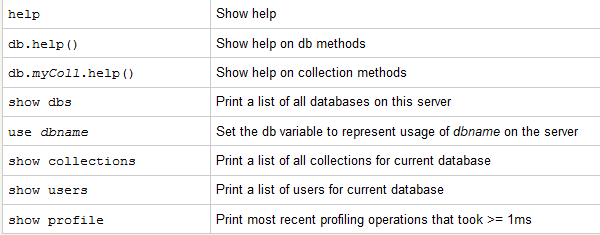 help Show help
db.help() Show help on db methods
db.myColl.help() Show help on collection methods
show dbs Print a list of all databases on this server
use dbname Set the db variable to represent usage of dbname on the server
show collections Print a list of all collections for current database
show users Print a list of users for current database
show profile Print most recent profiling operations that took >= 1ms